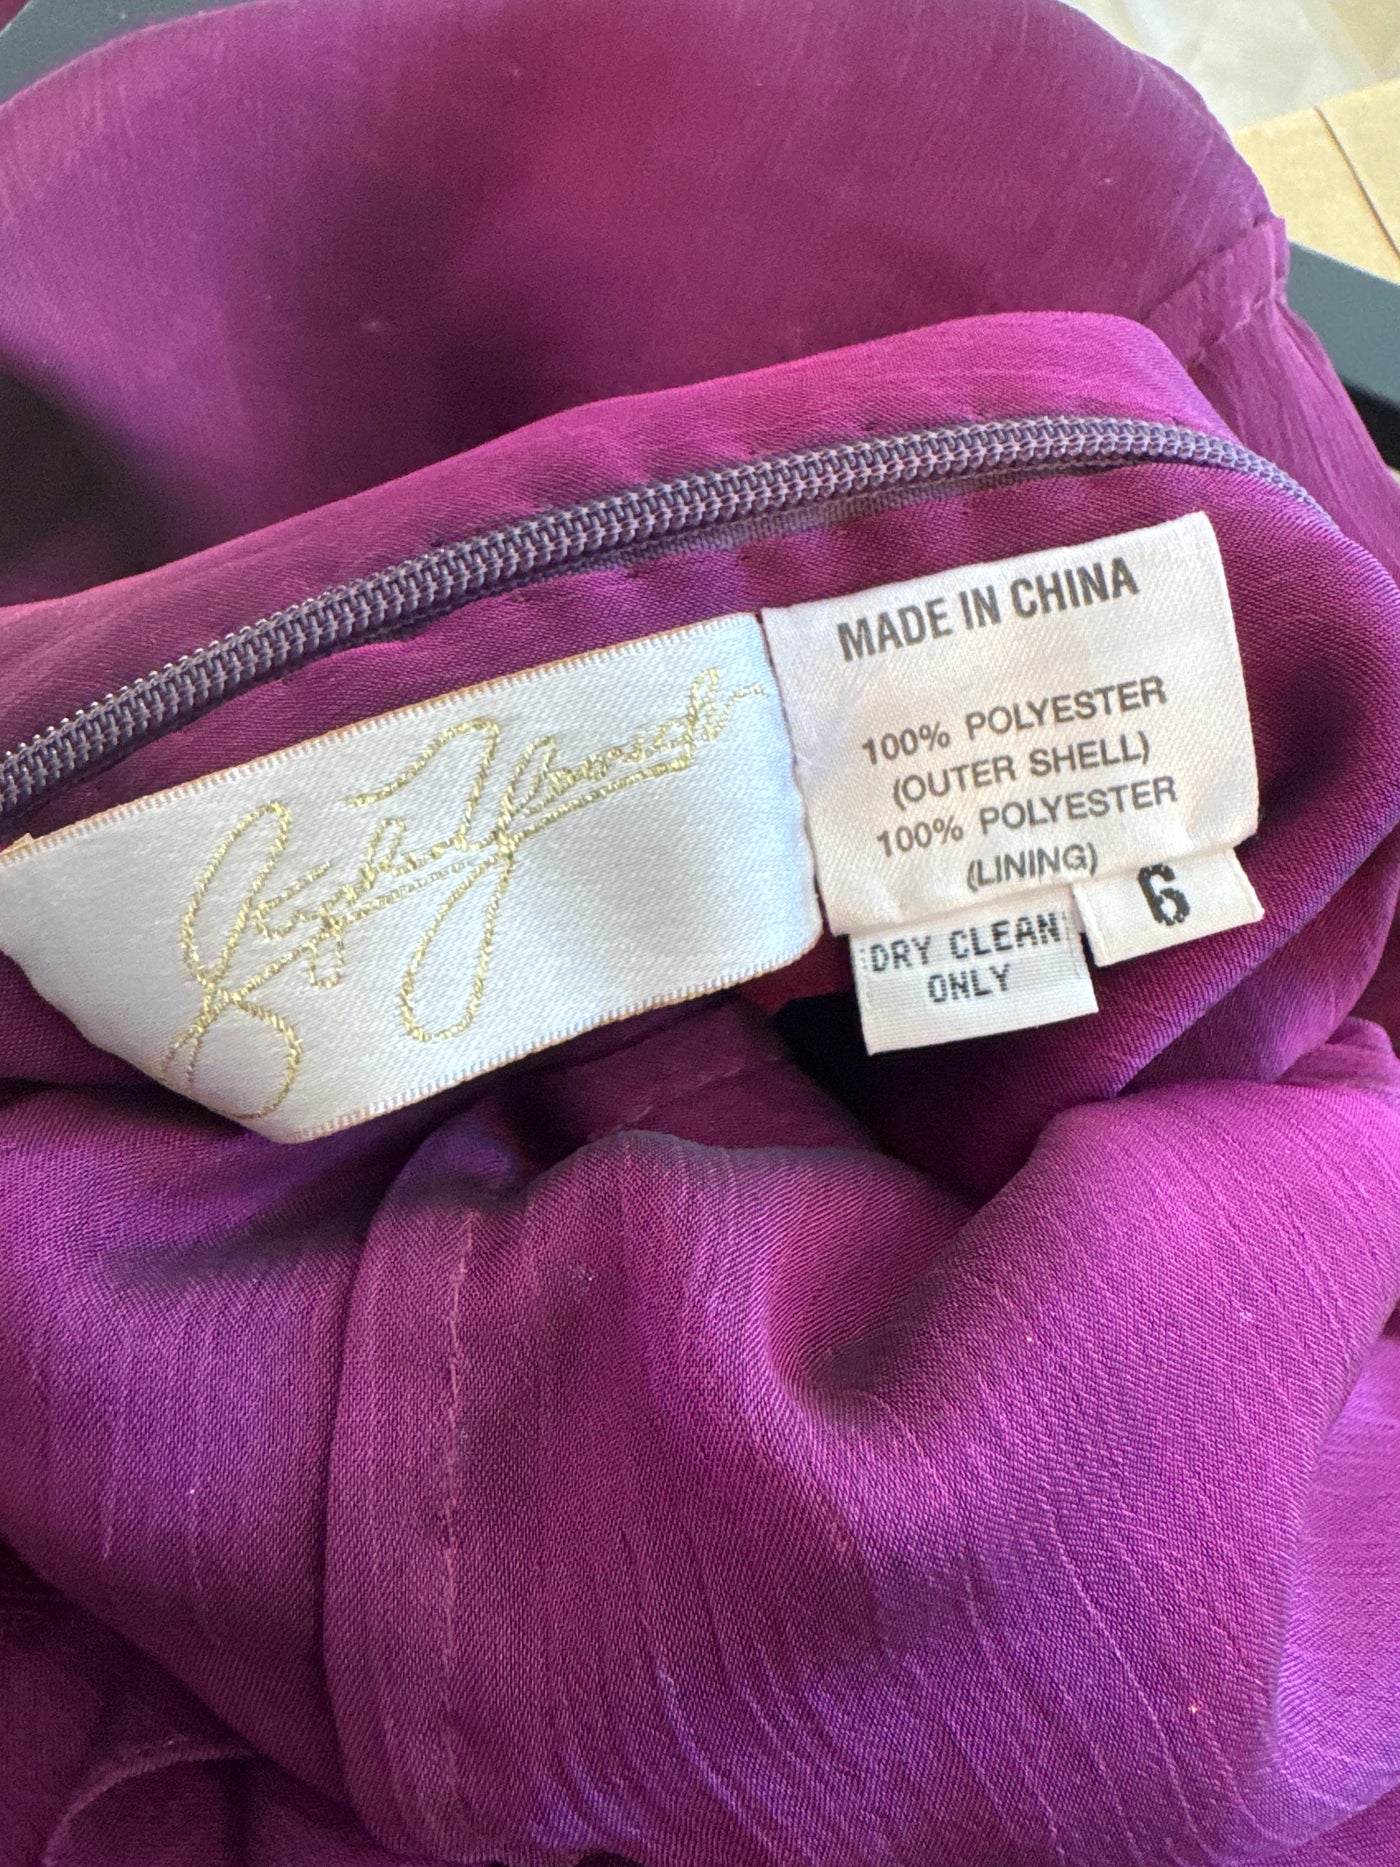 MADE IN CHINA
100% POLYESTER
(OUTER SHELL)
100% POLYESTER
(LINING)
6
DRY CLEAN
ONLY